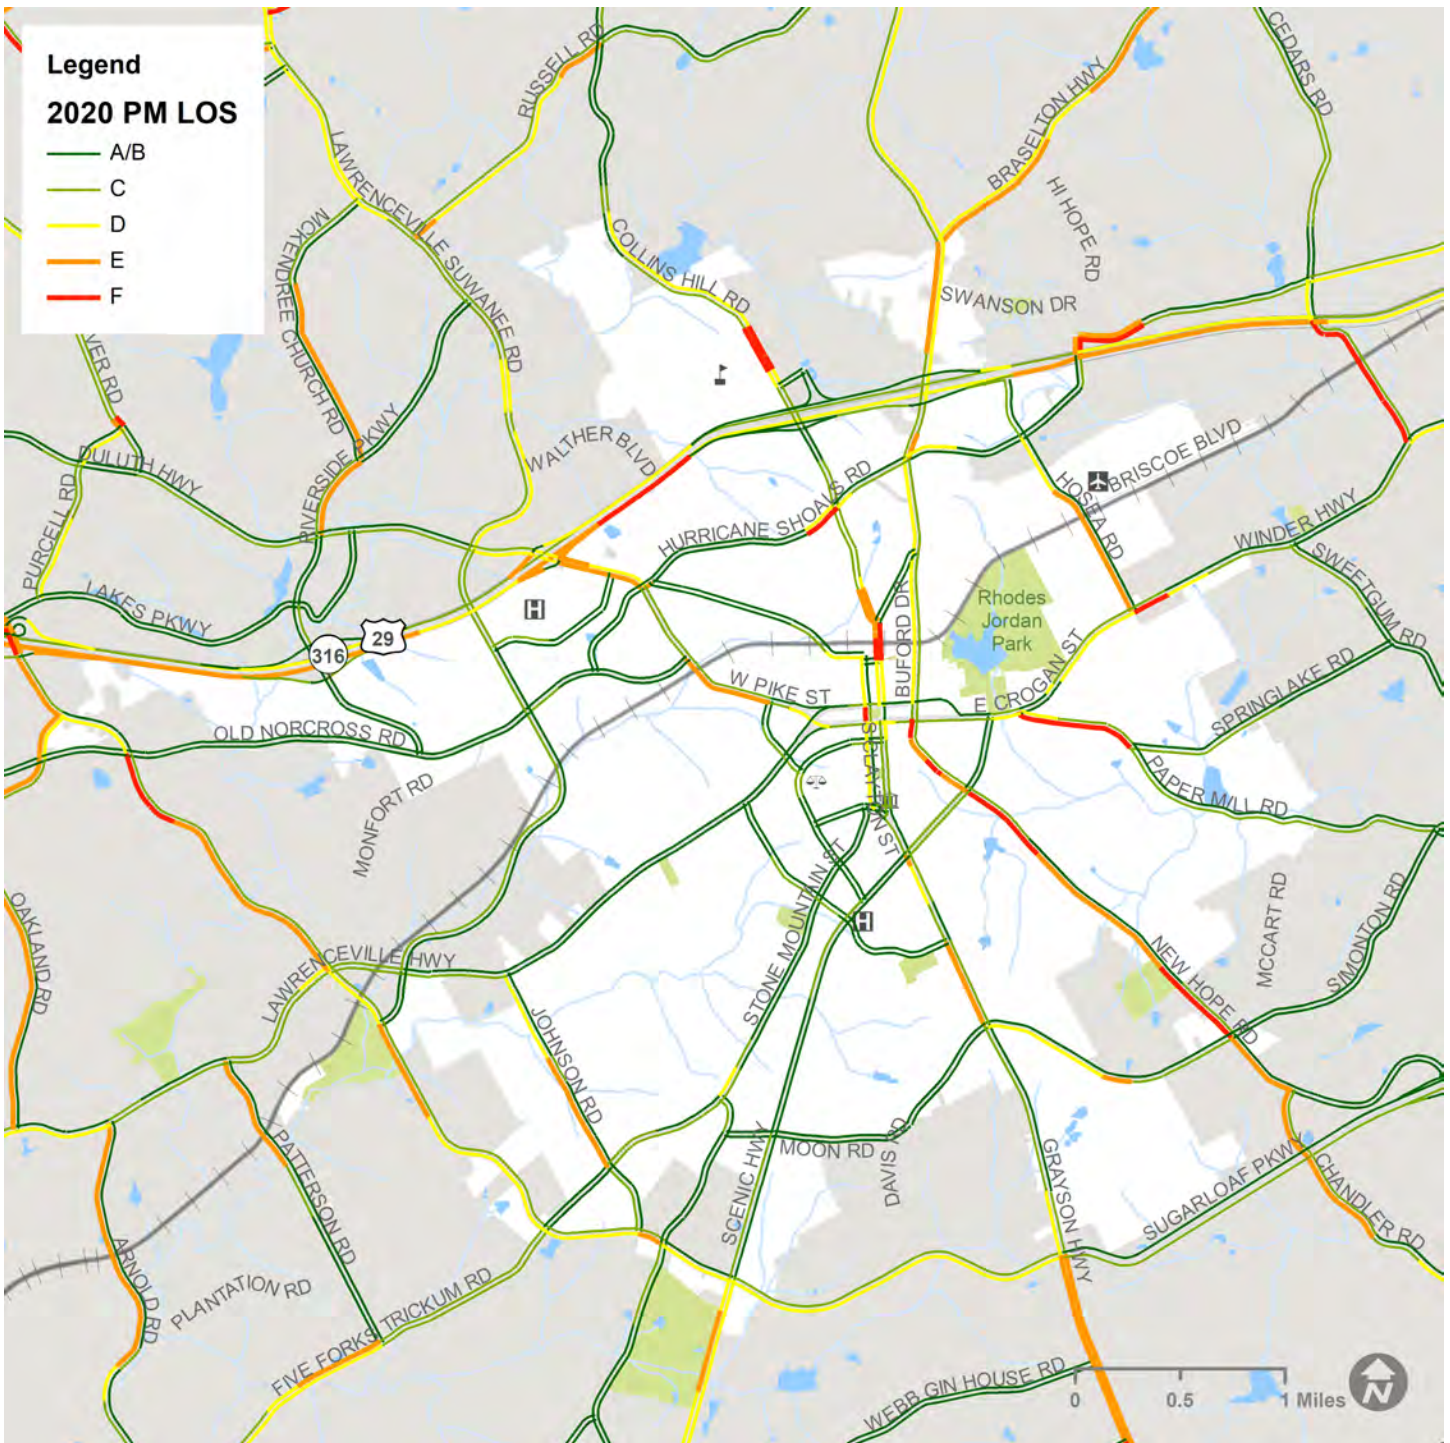 Legend
2020 PM LOS
A/B
C
D
E
F
RUSSELL RD
CEDARS RD
BRASELTON HWY
LAWRENCEVILLE SUWANEE RD
HI HOPE RD
MCKENDREE CHURCH RD
COLLINS HILL RD
SWANSON DR
VER RD
RIVERSIDE PKWY
WALTHER BLVD
BRISCOE BLVD
DULUTH HWY
HOSEA RD
HURRICANE SHOALS RD
WINDER HWY
PURCELL RD
SWEETGUM RD
LAKES PKWY
BUFORD DR
Rhodes
Jordan
Park
H
29
316
W PIKE ST
E CROGAN ST
SPRINGLAKE RD
OLD NORCROSS RD
S CLAYTON ST
PAPER MILL RD
MONFORT RD
STONE MOUNTAIN ST
H
OAKLAND RD
MCCART RD
SIMONTON RD
LAWRENCEVILLE HWY
NEW HOPE RD
JOHNSON RD
MOON RD
DAVIS RD
PATTERSON RD
SCENIC HWY
GRAYSON HWY
SUGARLOAF PKWY
CHANDLER RD
ARNOLD RD
PLANTATION RD
FIVE FORKS TRICKUM RD
WEBB GIN HOUSE RD
0 0.5 1 Miles
N